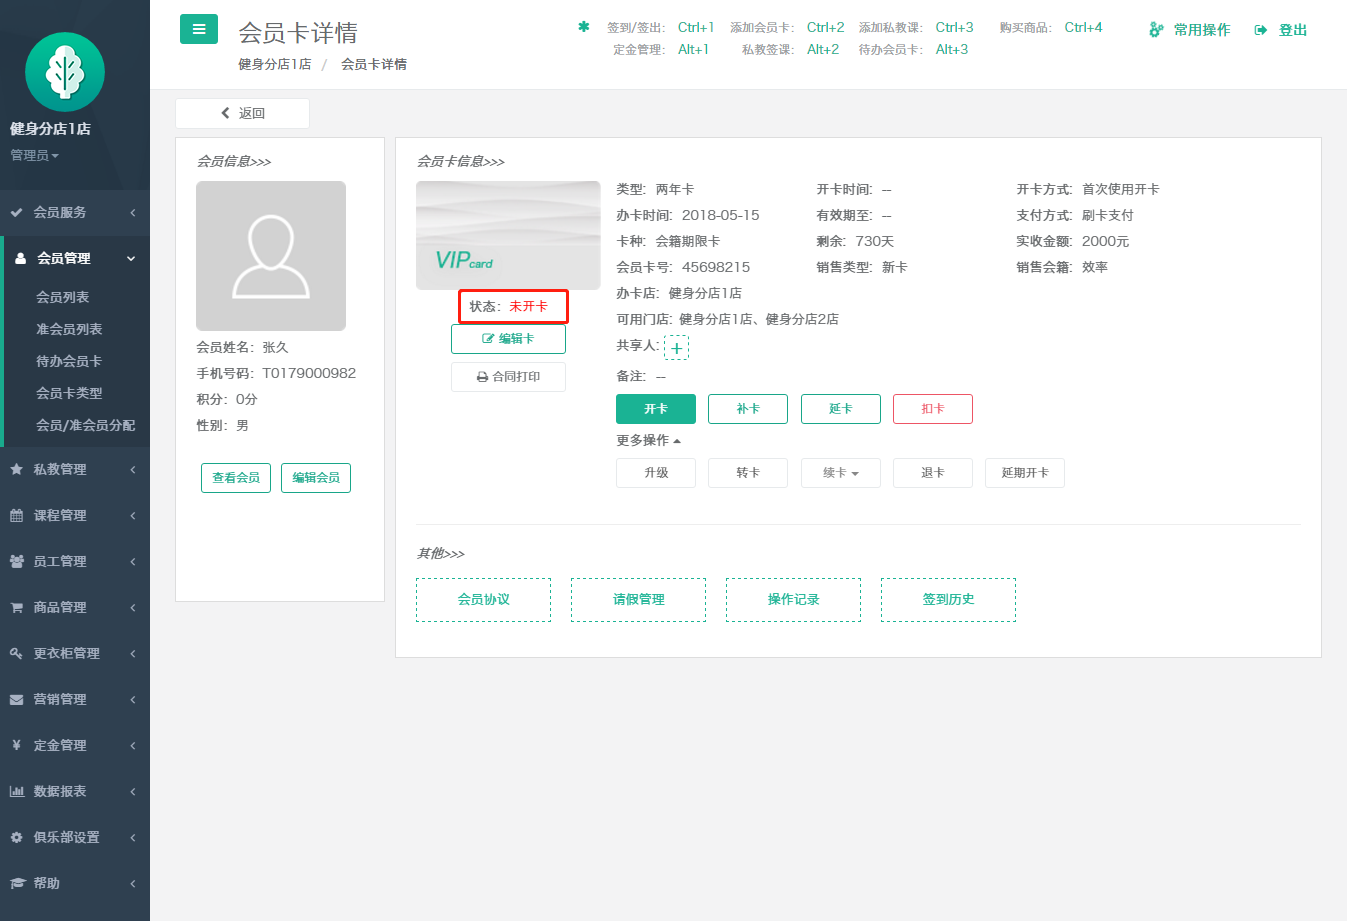 健身分店1店
管理员
会员服务
会员管理
会员列表
准会员列表
待办会员卡
会员卡类型
会员/准会员分配
私教管理
课程管理
员工管理
商品管理
更衣柜管理
营销管理
定金管理
数据报表
俱乐部设置
帮助
会员卡详情
健身分店1店 / 会员卡详情
签到/签出: Ctrl+1 添加会员卡: Ctrl+2 添加私教课: Ctrl+3 购买商品: Ctrl+4
定金管理: Alt+1 私教签课: Alt+2 待办会员卡: Alt+3
常用操作 登出
返回
会员信息>>>
会员姓名: 张久
手机号码: T0179000982
积分: 0分
性别: 男
查看会员 编辑会员
会员卡信息>>>
VIPcard
状态: 未开卡
编辑卡
合同打印
类型: 两年卡 开卡时间: -- 开卡方式: 首次使用开卡
办卡时间: 2018-05-15 有效期至: -- 支付方式: 刷卡支付
卡种: 会籍期限卡 剩余: 730天 实收金额: 2000元
会员卡号: 45698215 销售类型: 新卡 销售会籍: 效率
办卡店: 健身分店1店
可用门店: 健身分店1店、健身分店2店
共享人: +
备注: --
开卡 补卡 延卡 扣卡
更多操作
升级 转卡 续卡 退卡 延期开卡
其他>>>
会员协议 请假管理 操作记录 签到历史